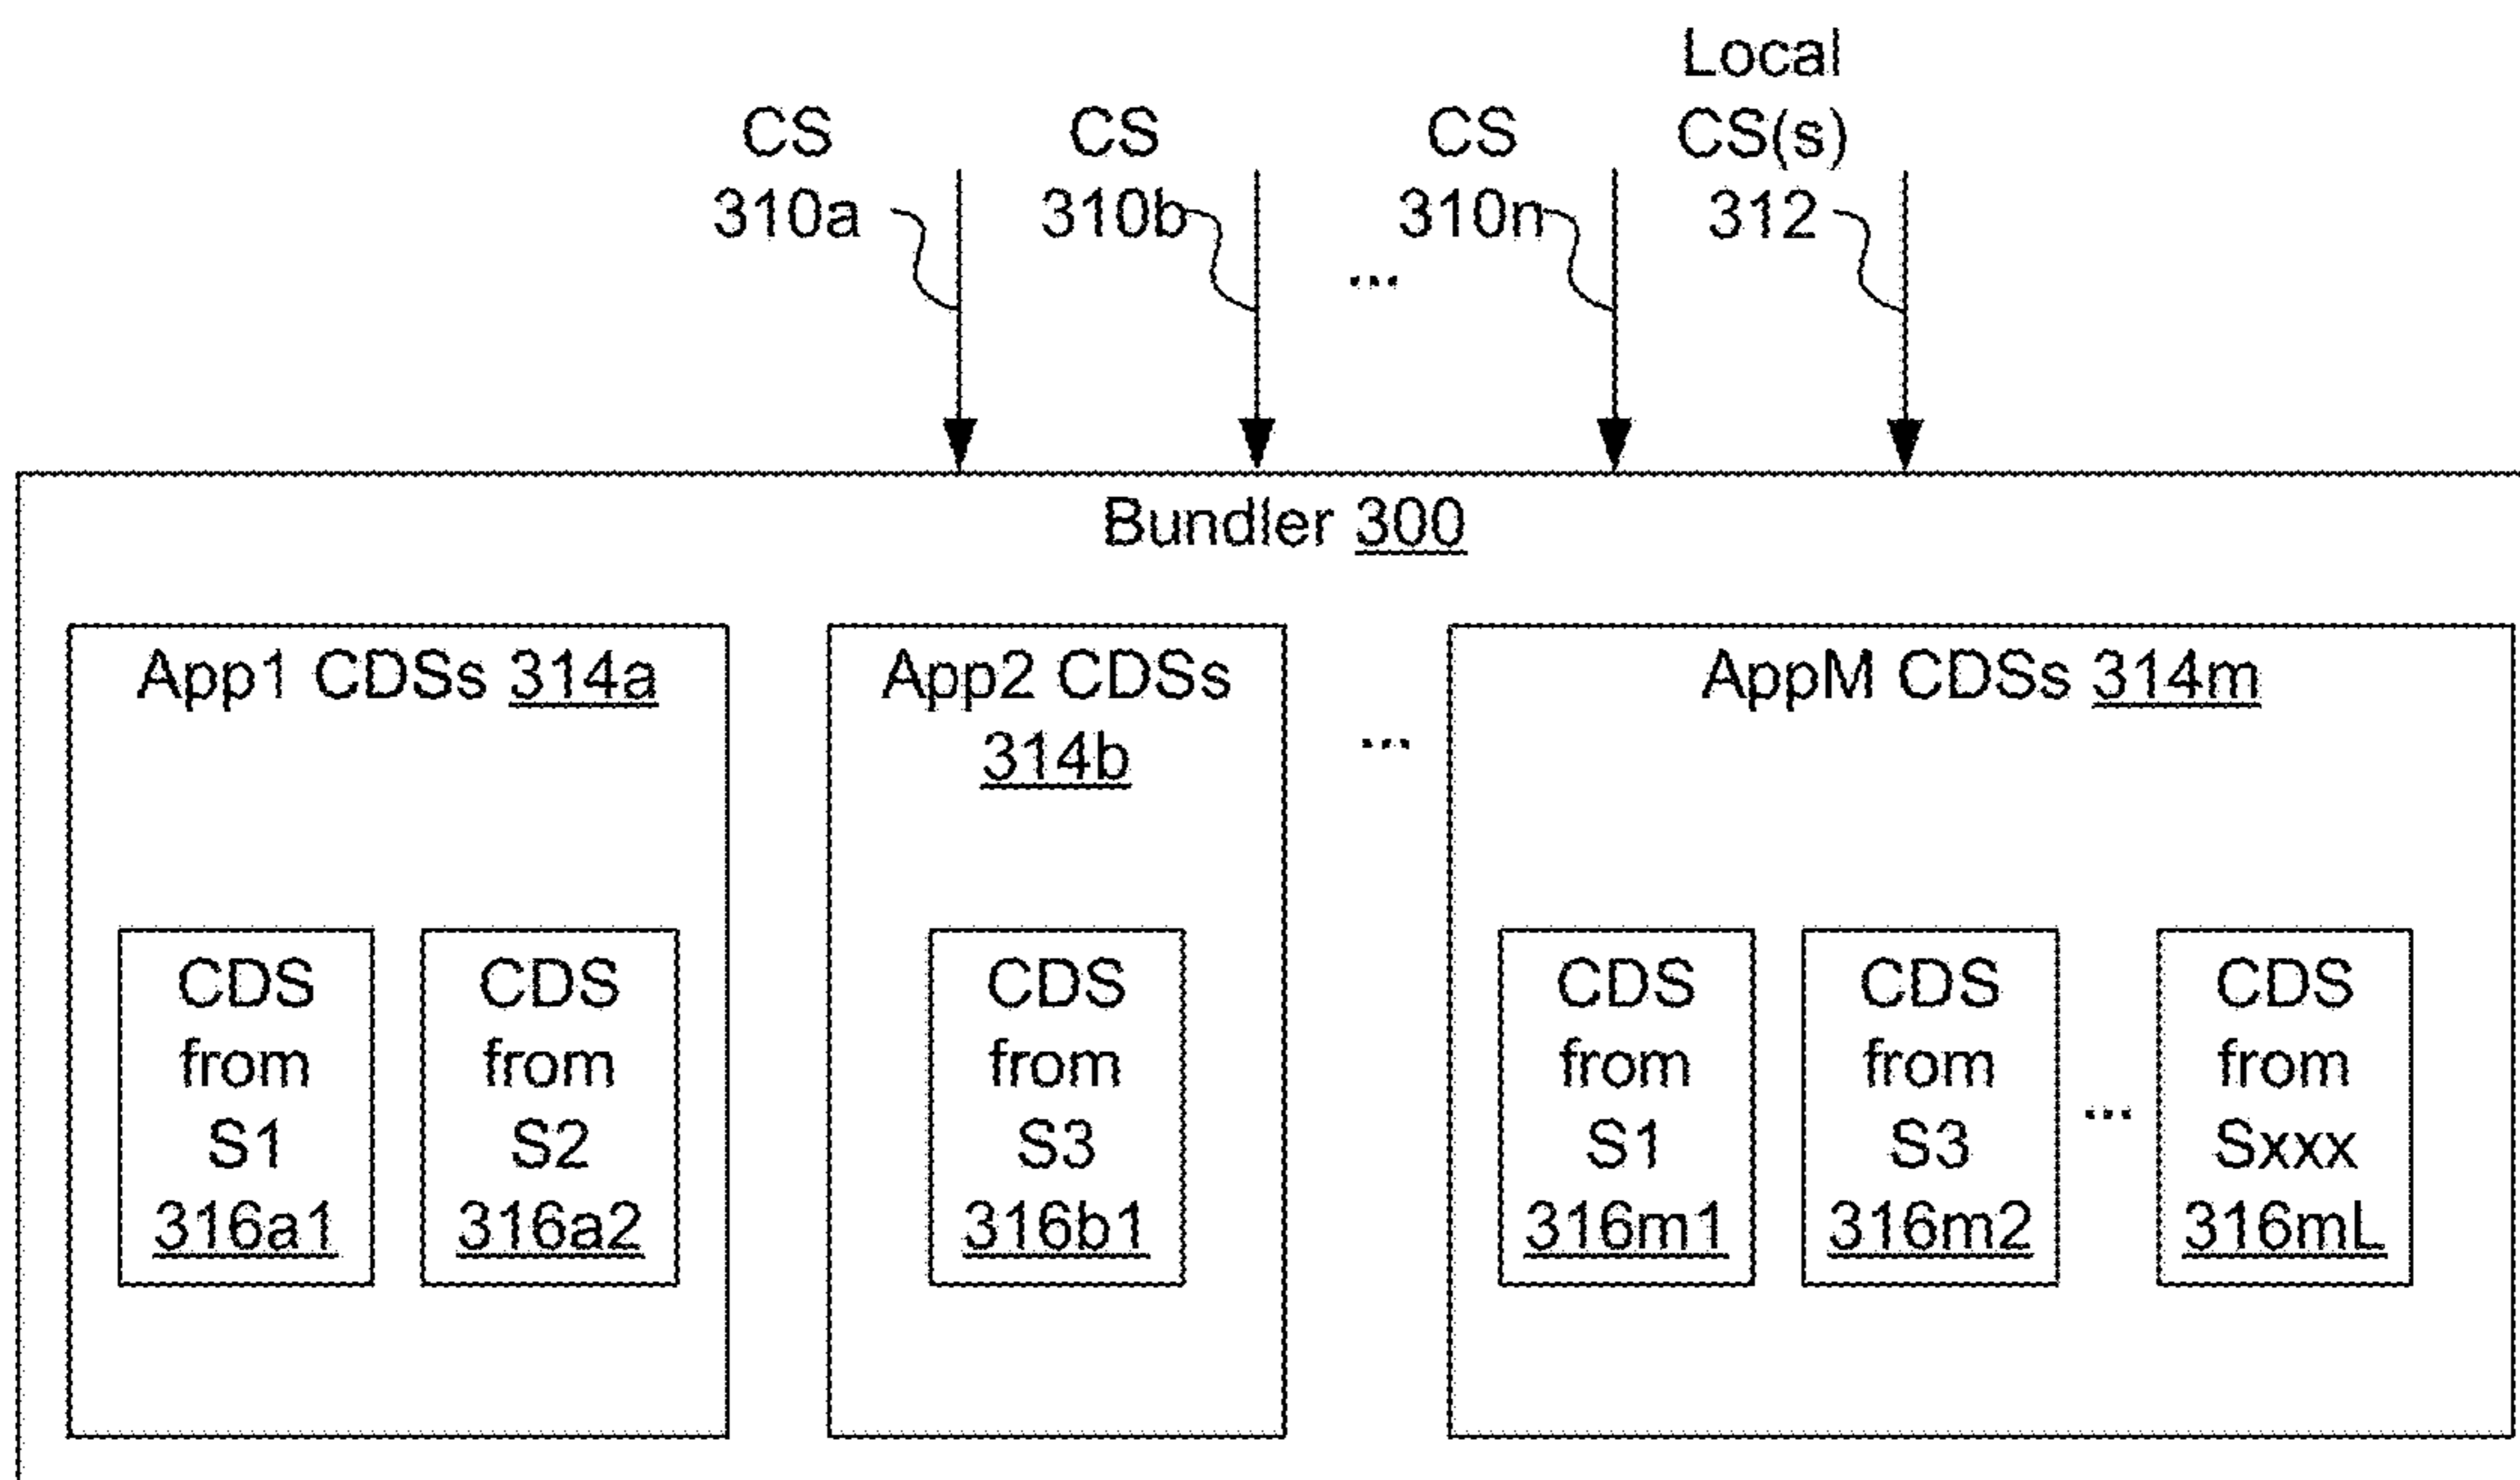 Local
CS CS CS CS(s)
310a 310b 310n 312
...
Bundler 300
App1 CDSs 314a
App2 CDSs
314b
...
AppM CDSs 314m
CDS
from
S1
316a1
CDS
from
S2
316a2
CDS
from
S3
316b1
CDS
from
S1
316m1
CDS
from
S3
316m2
...
CDS
from
Sxxx
316mL